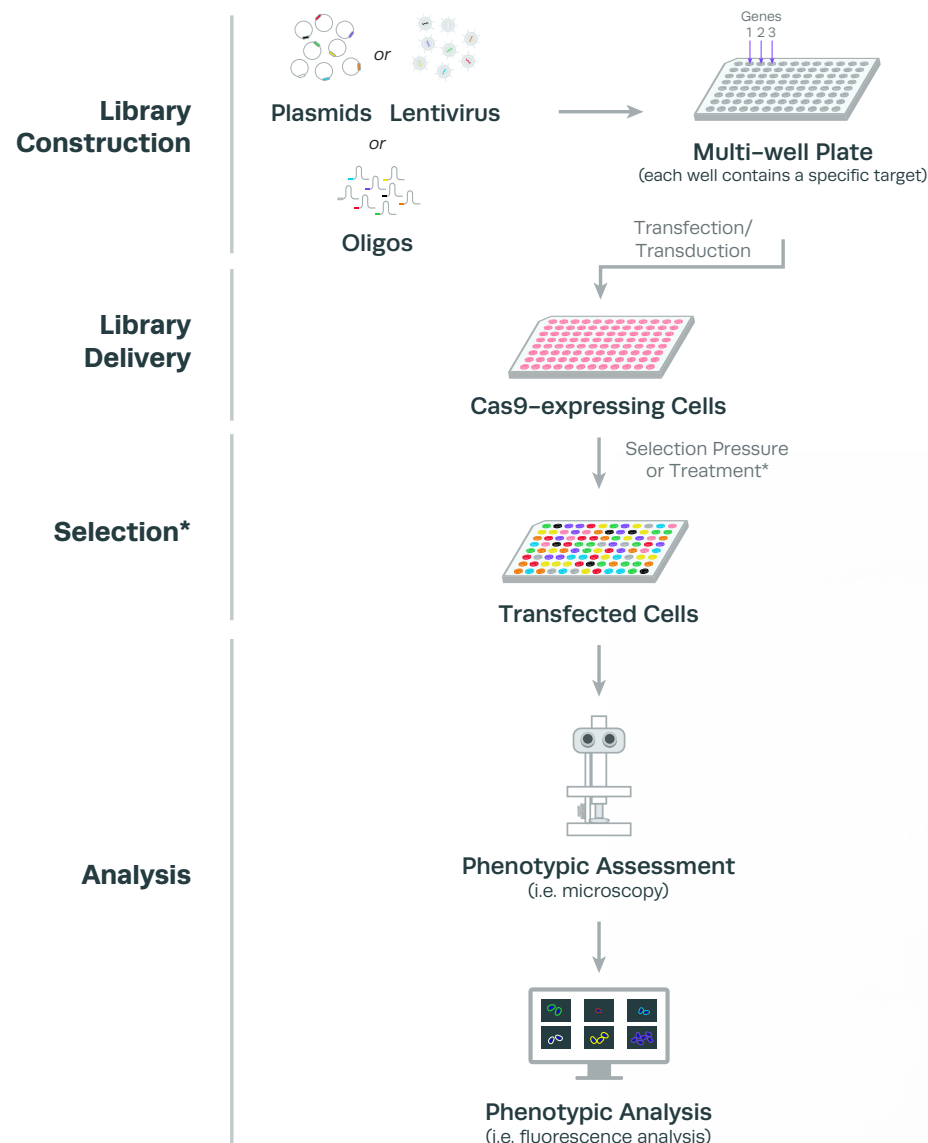 Genes
1 2 3
or
Library
Construction
Plasmids
Lentivirus
or
Multi-well Plate
(each well contains a specific target)
Oligos
Transfection/
Transduction
Library
Delivery
Cas9-expressing Cells
Selection Pressure
or Treatment*
Selection*
Transfected Cells
Analysis
Phenotypic Assessment
(i.e. microscopy)
Phenotypic Analysis
(i.e. fluorescence analysis)